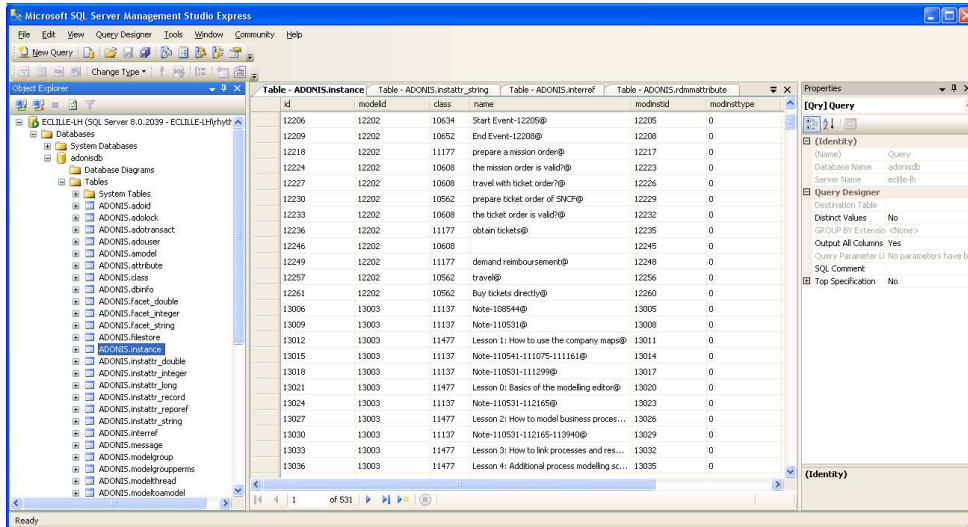 Microsoft SQL Server Management Studio Express
File Edit View Query Designer Tools Window Community Help
New Query
Change Type
Object Explorer
ECLILLE-LH (SQL Server 8.0.2039 - ECLILLE-LH\rhyth
Databases
System Databases
adonisdb
Database Diagrams
Tables
System Tables
ADONIS.adoid
ADONIS.adolock
ADONIS.adotransact
ADONIS.adouser
ADONIS.amodel
ADONIS.attribute
ADONIS.class
ADONIS.dbinfo
ADONIS.facet_double
ADONIS.facet_integer
ADONIS.facet_string
ADONIS.filestore
ADONIS.instance
ADONIS.instattr_double
ADONIS.instattr_integer
ADONIS.instattr_long
ADONIS.instattr_record
ADONIS.instattr_reporef
ADONIS.instattr_string
ADONIS.interref
ADONIS.message
ADONIS.modelgroup
ADONIS.modelgroupperms
ADONIS.modelthread
ADONIS.modeltoamodel
Table - ADONIS.instance Table - ADONIS.instattr_string Table - ADONIS.interref Table - ADONIS.rdmmattribute
id modelid class name modinstid modinsttype
12206 12202 10634 Start Event-12205@ 12205 0
12209 12202 10652 End Event-12208@ 12208 0
12218 12202 11177 prepare a mission order@ 12217 0
12224 12202 10608 the mission order is valid?@ 12223 0
12227 12202 10608 travel with ticket order?@ 12226 0
12230 12202 10562 prepare ticket order of SNCF@ 12229 0
12233 12202 10608 the ticket order is valid?@ 12232 0
12236 12202 11177 obtain tickets@ 12235 0
12246 12202 10608 12245 0
12249 12202 11177 demand reimboursement@ 12248 0
12257 12202 10562 travel@ 12256 0
12261 12202 10562 Buy tickets directly@ 12260 0
13006 13003 11137 Note-108544@ 13005 0
13009 13003 11137 Note-110531@ 13008 0
13012 13003 11477 Lesson 1: How to use the company maps@ 13011 0
13015 13003 11137 Note-110541-111075-111161@ 13014 0
13018 13003 11137 Note-110531-111299@ 13017 0
13021 13003 11477 Lesson 0: Basics of the modelling editor@ 13020 0
13024 13003 11137 Note-110531-112165@ 13023 0
13027 13003 11477 Lesson 2: How to model business proces... 13026 0
13030 13003 11137 Note-110531-112165-113940@ 13029 0
13033 13003 11477 Lesson 3: How to link processes and res... 13032 0
13036 13003 11477 Lesson 4: Additional process modelling sc... 13035 0
1 of 531
Properties
[Qry] Query
(Identity)
(Name) Query
Database Name adonisdb
Server Name eclille-lh
Query Designer
Destination Table
Distinct Values No
GROUP BY Extensio <None>
Output All Columns Yes
Query Parameter Li No parameters have b
SQL Comment
Top Specification No
(Identity)
Ready